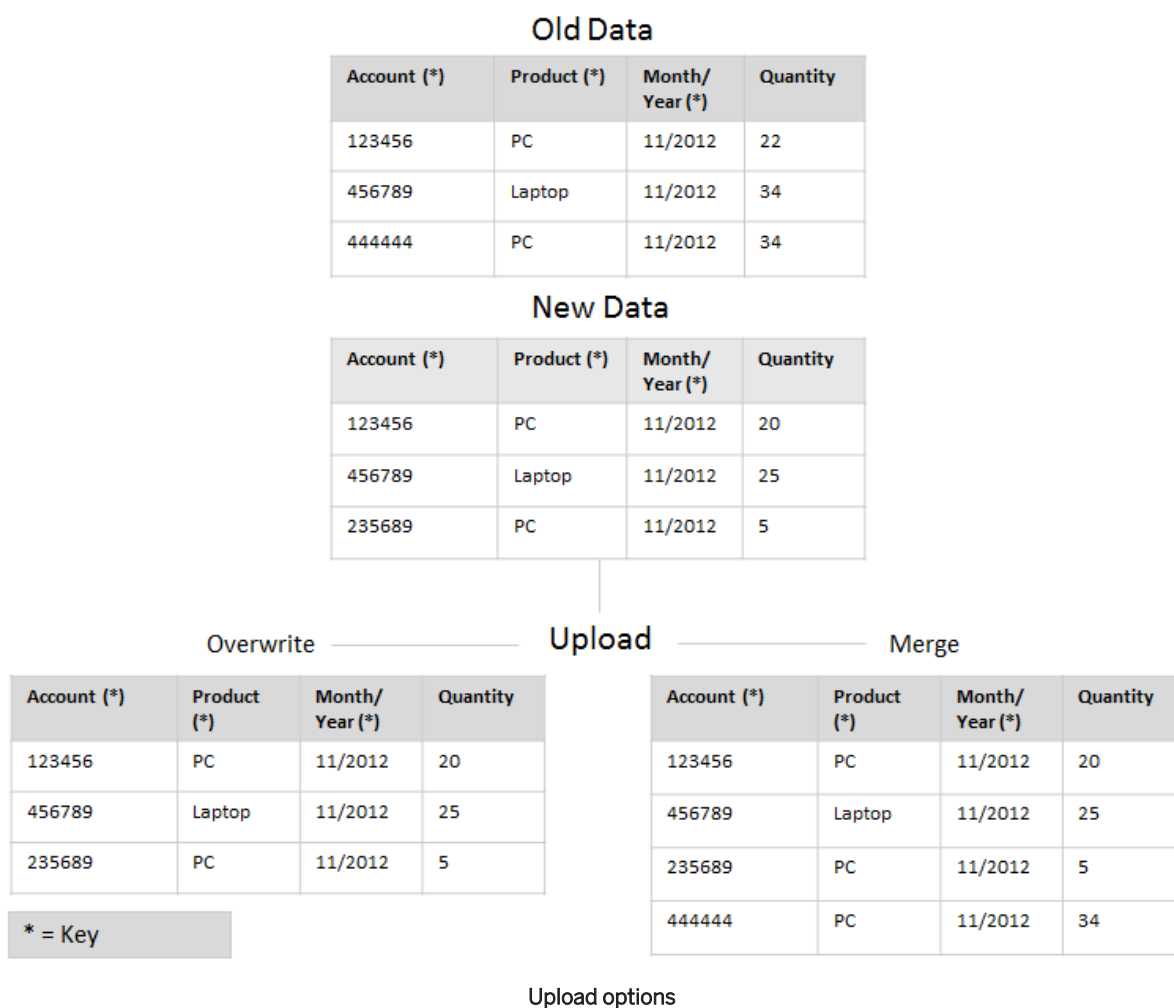 Old Data
Account (*) Product (*) Month/ Quantity
Year (*)
123456 PC 11/2012 22
456789 Laptop 11/2012 34
444444 PC 11/2012 34
New Data
Account (*) Product (*) Month/ Quantity
Year (*)
123456 PC 11/2012 20
456789 Laptop 11/2012 25
235689 PC 11/2012 5
Overwrite Upload Merge
Account (*) Product Month/ Quantity
(*) Year (*)
123456 PC 11/2012 20
456789 Laptop 11/2012 25
235689 PC 11/2012 5
* = Key
Account (*) Product Month/ Quantity
(*) Year (*)
123456 PC 11/2012 20
456789 Laptop 11/2012 25
235689 PC 11/2012 5
444444 PC 11/2012 34
Upload options